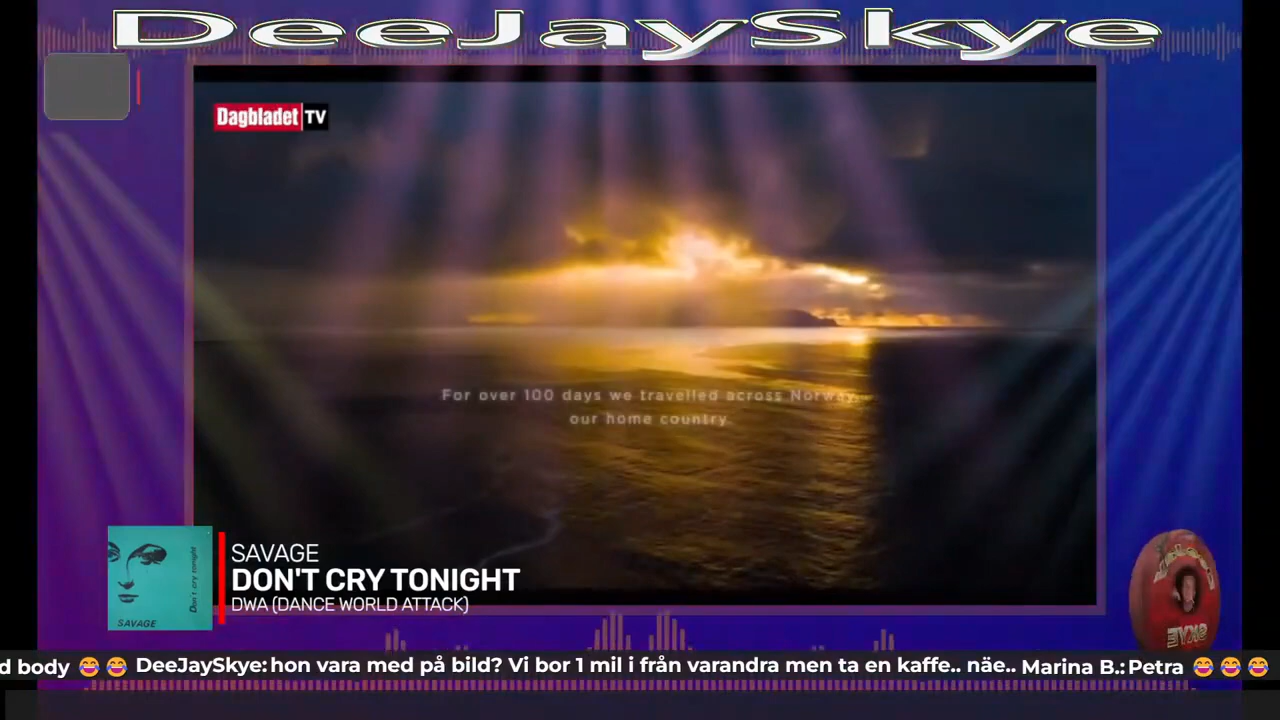 DeeJaySkye
Dagbladet TV
For over 100 days we travelled across Norway,
our home country.
SAVAGE
DON'T CRY TONIGHT
DWA (DANCE WORLD ATTACK)
Don't cry tonight
SAVAGE
SKYE
d body 😂😂 DeeJaySkye: hon vara med på bild? Vi bor 1 mil i från varandra men ta en kaffe.. näe.. Marina B.: Petra 😂😂😂